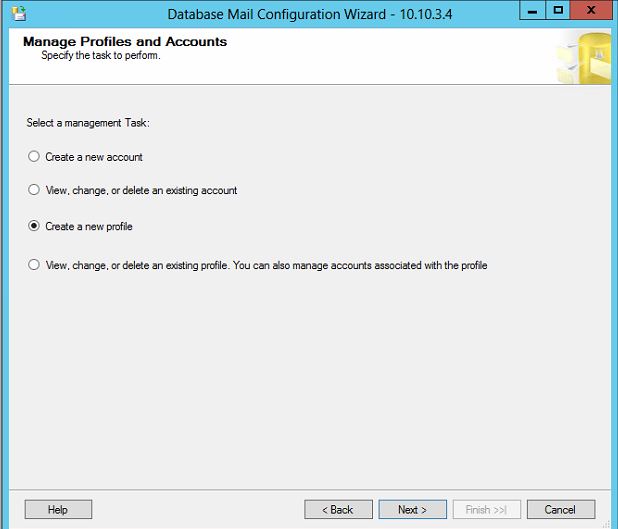 Database Mail Configuration Wizard - 10.10.3.4
Manage Profiles and Accounts
Specify the task to perform.
Select a management Task:
Create a new account
View, change, or delete an existing account
Create a new profile
View, change, or delete an existing profile. You can also manage accounts associated with the profile
Help
< Back
Next >
Finish >>|
Cancel